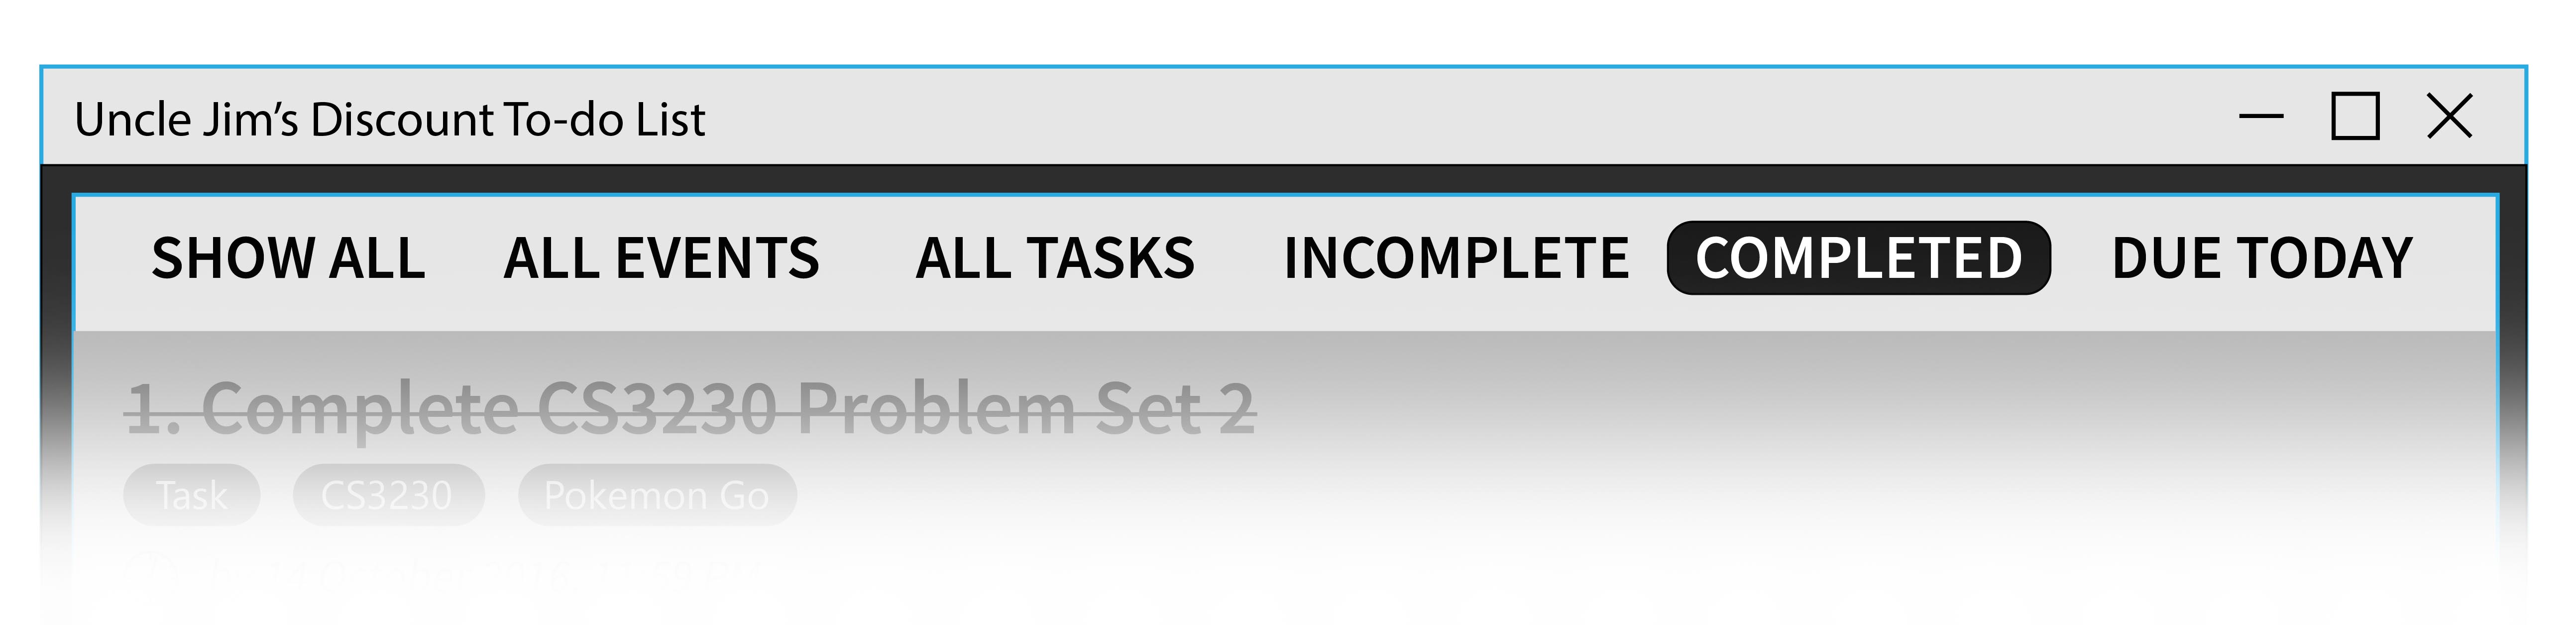 Uncle Jim’s Discount To-do List
SHOW ALL ALL EVENTS ALL TASKS INCOMPLETE COMPLETED DUE TODAY
1. Complete CS3230 Problem Set 2
Task CS3230 Pokemon Go